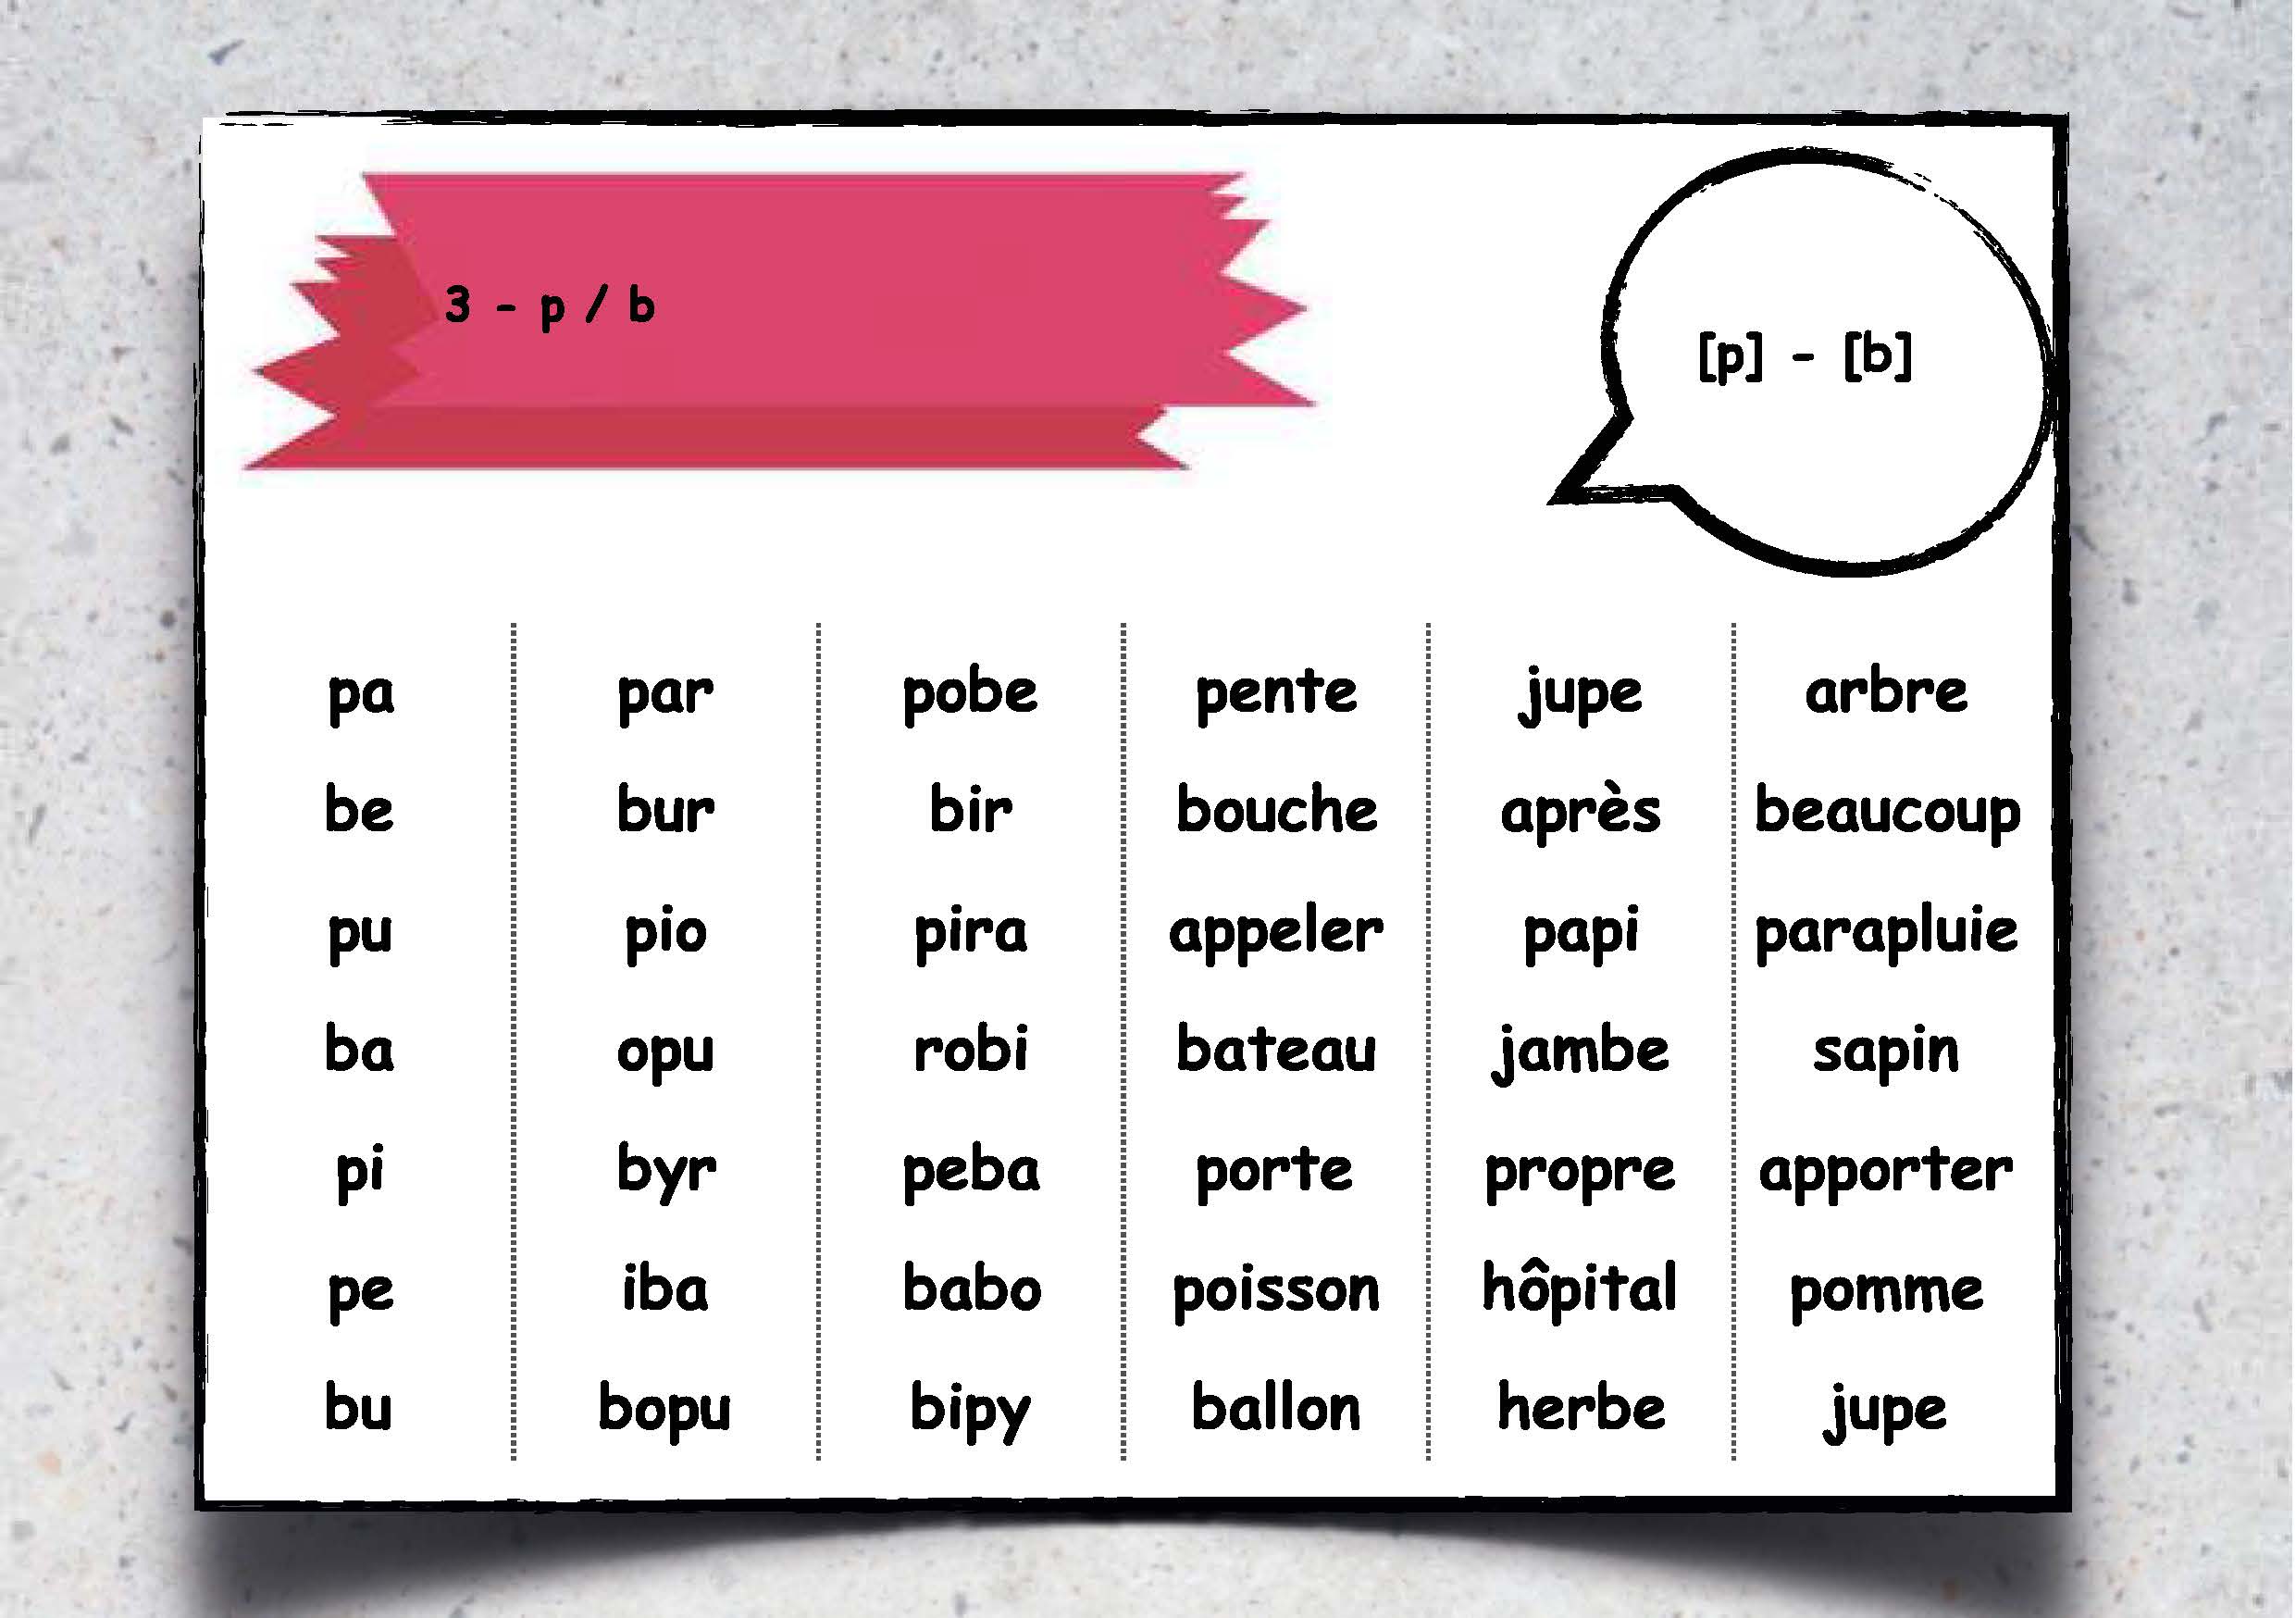 3 - p / b
[p] - [b]
pa par pobe pente jupe arbre
be bur bir bouche après beaucoup
pu pio pira appeler papi parapluie
ba opu robi bateau jambe sapin
pi byr peba porte propre apporter
pe iba babo poisson hôpital pomme
bu bopu bipy ballon herbe jupe